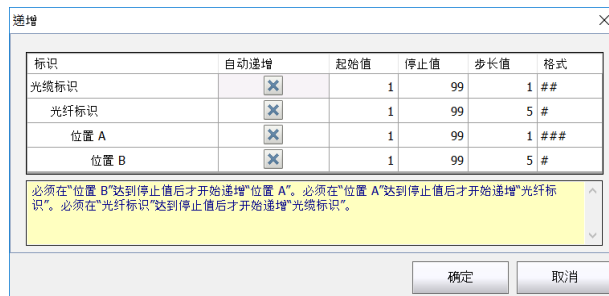 递增
标识 自动递增 起始值 停止值 步长值 格式
光缆标识 1 99 1 ##
光纤标识 1 99 5 #
位置 A 1 99 1 ###
位置 B 1 99 5 #
必须在“位置 B”达到停止值后才开始递增“位置 A”。必须在“位置 A”达到停止值后才开始递增“光纤标
识”。必须在“光纤标识”达到停止值后才开始递增“光缆标识”。
确定 取消